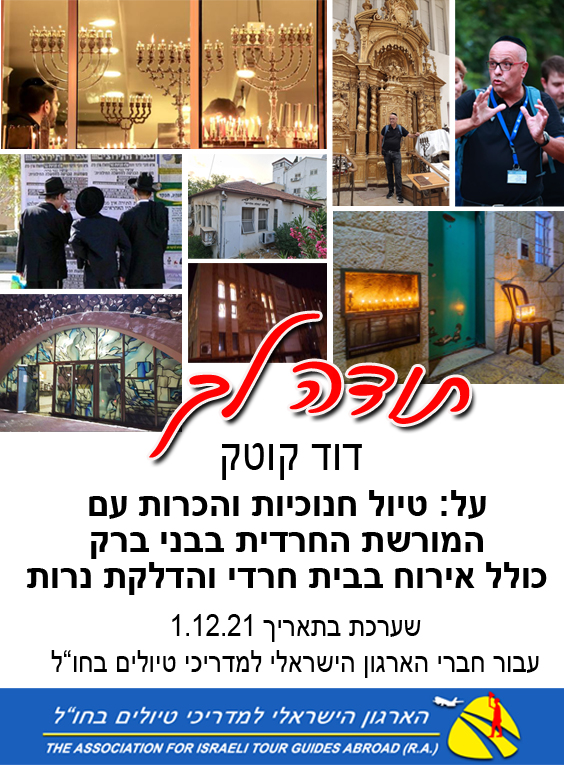 תודה לך
דוד קוטק
על: טיול חנוכיות והכרות עם
המורשת החרדית בבני ברק
כולל אירוח בבית חרדי והדלקת נרות
שערכת בתאריך 1.12.21
עבור חברי הארגון הישראלי למדריכי טיולים בחו"ל
הארגון הישראלי למדריכי טיולים בחו"ל
THE ASSOCIATION FOR ISRAELI TOUR GUIDES ABROAD (R.A.)